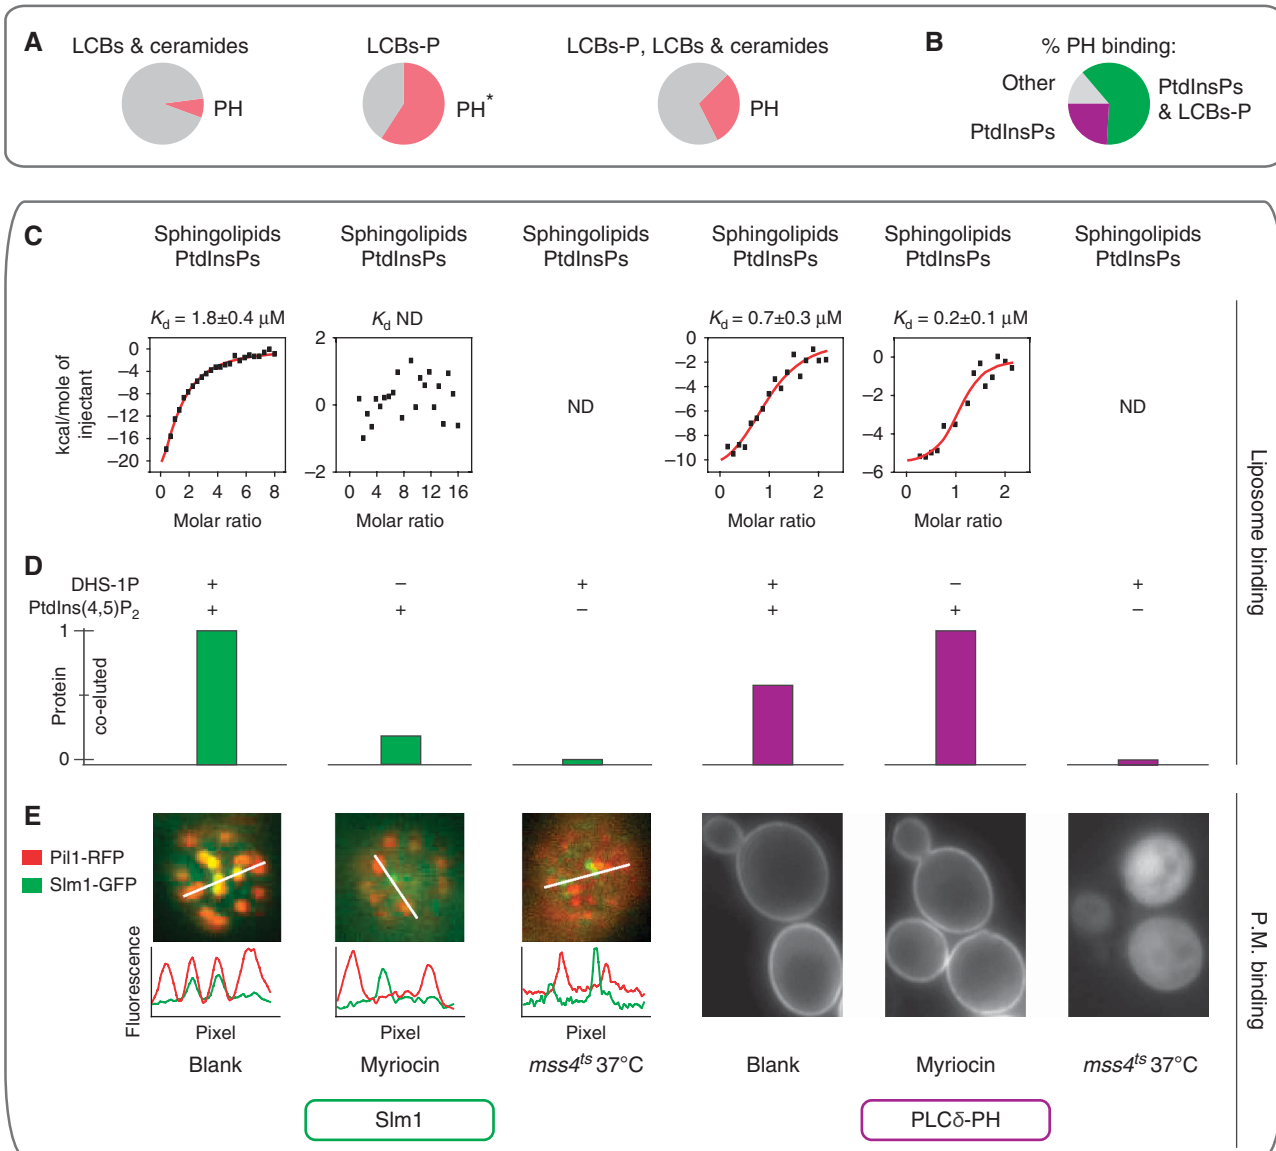 A
LCBs & ceramides
LCBs-P
LCBs-P, LCBs & ceramides
PH
PH*
PH
B
% PH binding:
Other
PtdInsPs
PtdInsPs
& LCBs-P
C
Sphingolipids
PtdInsPs
Sphingolipids
PtdInsPs
Sphingolipids
PtdInsPs
Sphingolipids
PtdInsPs
Sphingolipids
PtdInsPs
Sphingolipids
PtdInsPs
kcal/mole of
injectant
Kd = 1.8±0.4 μM
0
−4
−8
−12
−16
−20
0 2 4 6 8
Molar ratio
Kd ND
2
0
−2
0 4 8 12 16
Molar ratio
ND
Kd = 0.7±0.3 μM
0
−2
−4
−6
−8
−10
0 1 2
Molar ratio
Kd = 0.2±0.1 μM
0
−2
−4
−6
0 1 2
Molar ratio
ND
Liposome binding
D
DHS-1P + − + + − +
PtdIns(4,5)P2 + + − + + −
Protein
co-eluted
1
0
E
Pil1-RFP
Slm1-GFP
Fluorescence
Pixel
Pixel
Pixel
Blank
Myriocin
mss4ts 37°C
Blank
Myriocin
mss4ts 37°C
P.M. binding
Slm1
PLCδ-PH